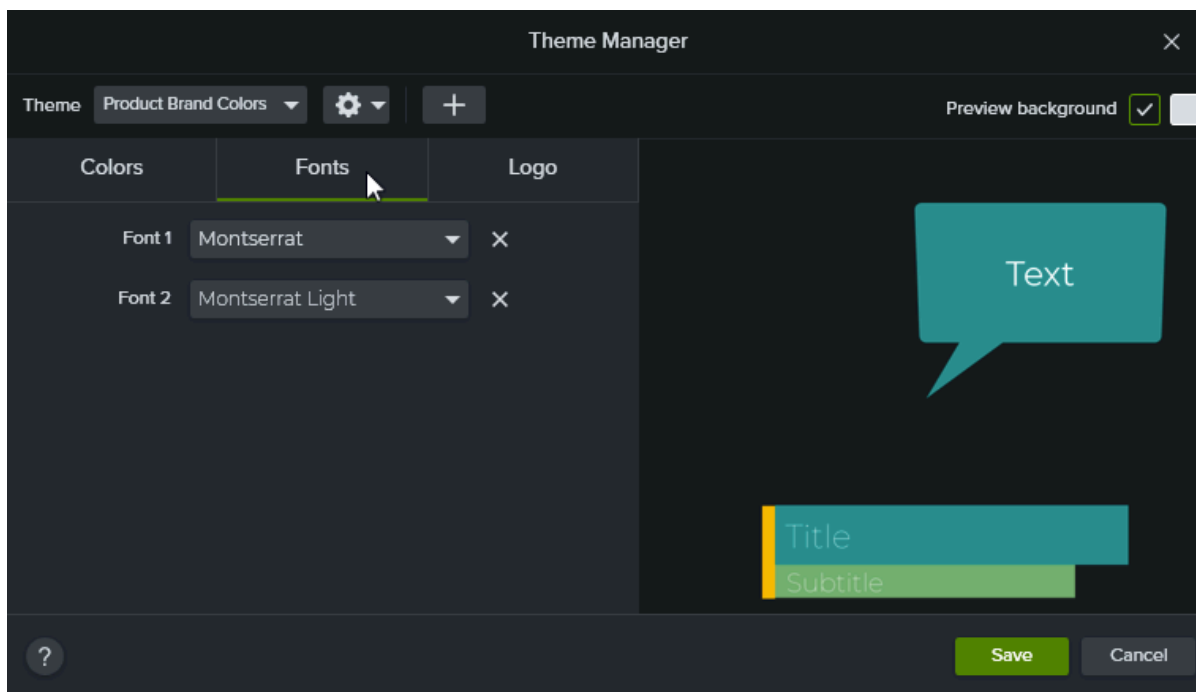 Theme Manager
Theme Product Brand Colors Preview background
Colors Fonts Logo
Font 1 Montserrat
Font 2 Montserrat Light
Text
Title
Subtitle
? Save Cancel